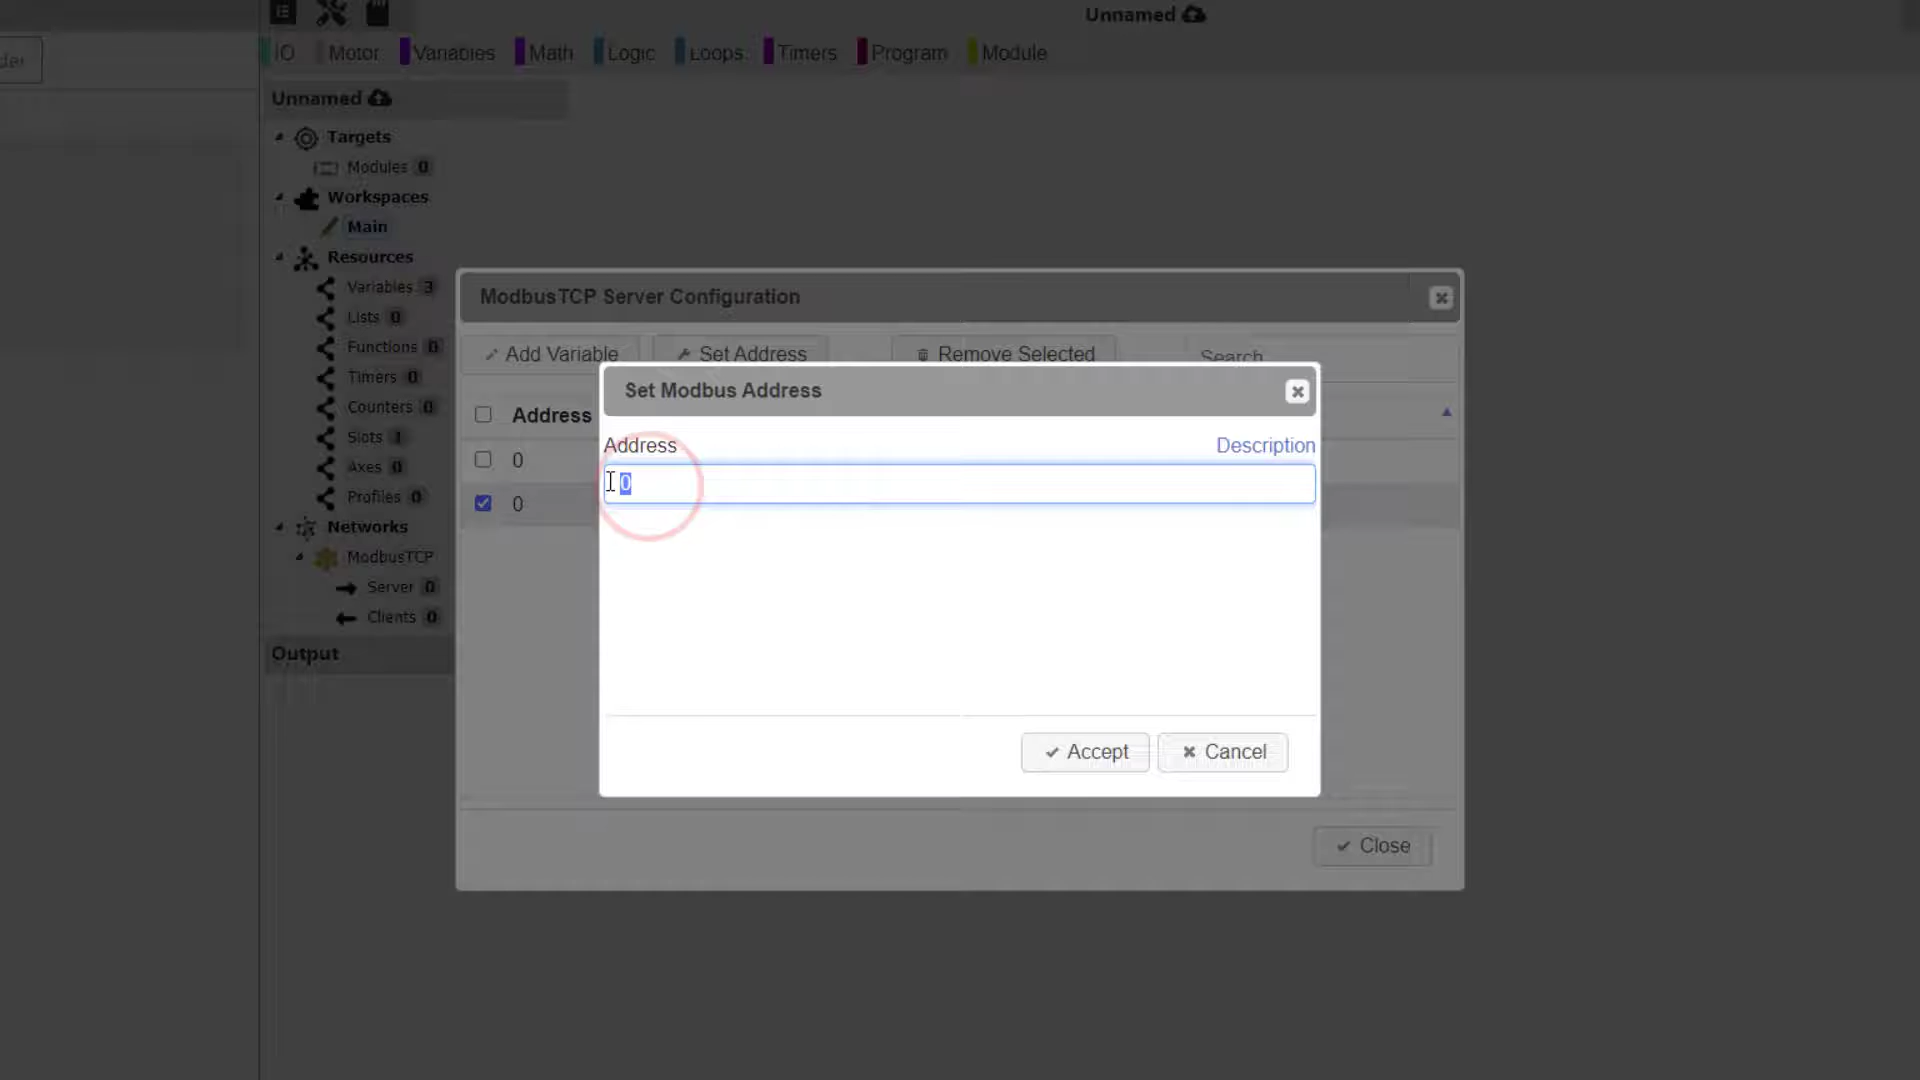 Unnamed
IO Motor Variables Math Logic Loops Timers Program Module
Unnamed
Targets
Modules 0
Workspaces
Main
Resources
Variables 3
Lists 0
Functions 0
Timers 0
Counters 0
Slots 1
Axes 0
Profiles 0
Networks
ModbusTCP
Server 0
Clients 0
Output
ModbusTCP Server Configuration
Add Variable Set Address Remove Selected Search
Address
0
0
Set Modbus Address
Address Description
0
Accept Cancel
Close